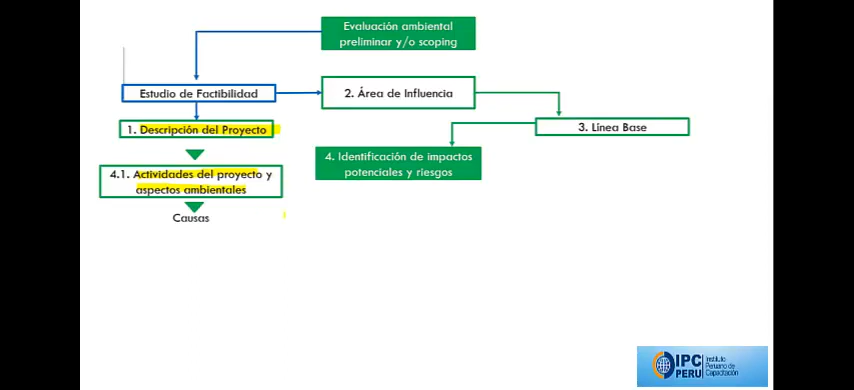 Evaluación ambiental
preliminar y/o scoping
Estudio de Factibilidad
2. Área de Influencia
1. Descripción del Proyecto
3. Línea Base
4. Identificación de impactos
potenciales y riesgos
4.1. Actividades del proyecto y
aspectos ambientales
Causas
IPC
PERU
Instituto
Peruano de
Capacitación